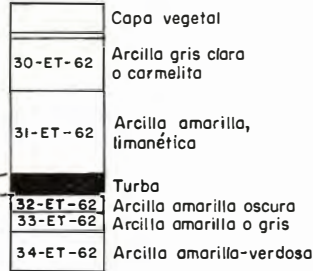 Capa vegetal
30-ET-62 Arcilla gris clara
o carmelita
31-ET-62 Arcilla amarilla,
limanética
Turba
32-ET-62 Arcilla amarilla oscura
33-ET-62 Arcilla amarilla o gris
34-ET-62 Arcilla amarilla-verdosa